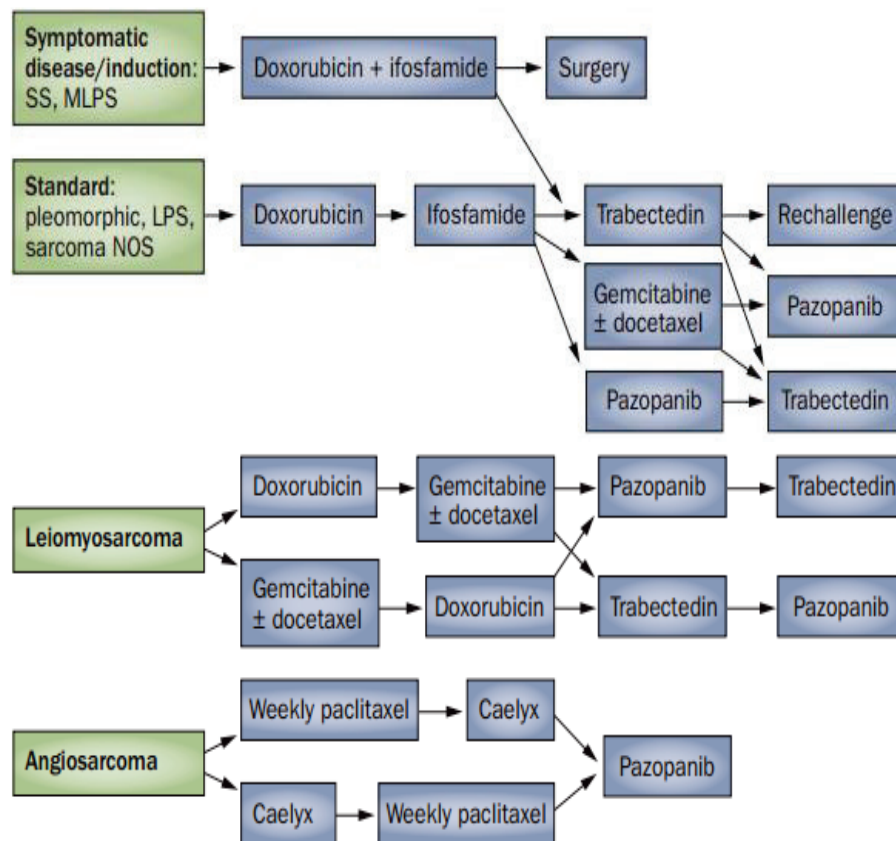 Symptomatic
disease/induction:
SS, MLPS
Doxorubicin + ifosfamide
Surgery
Standard:
pleomorphic, LPS,
sarcoma NOS
Doxorubicin
Ifosfamide
Trabectedin
Rechallenge
Gemcitabine
± docetaxel
Pazopanib
Pazopanib
Trabectedin
Leiomyosarcoma
Doxorubicin
Gemcitabine
± docetaxel
Pazopanib
Trabectedin
Gemcitabine
± docetaxel
Doxorubicin
Trabectedin
Pazopanib
Angiosarcoma
Weekly paclitaxel
Caelyx
Pazopanib
Caelyx
Weekly paclitaxel